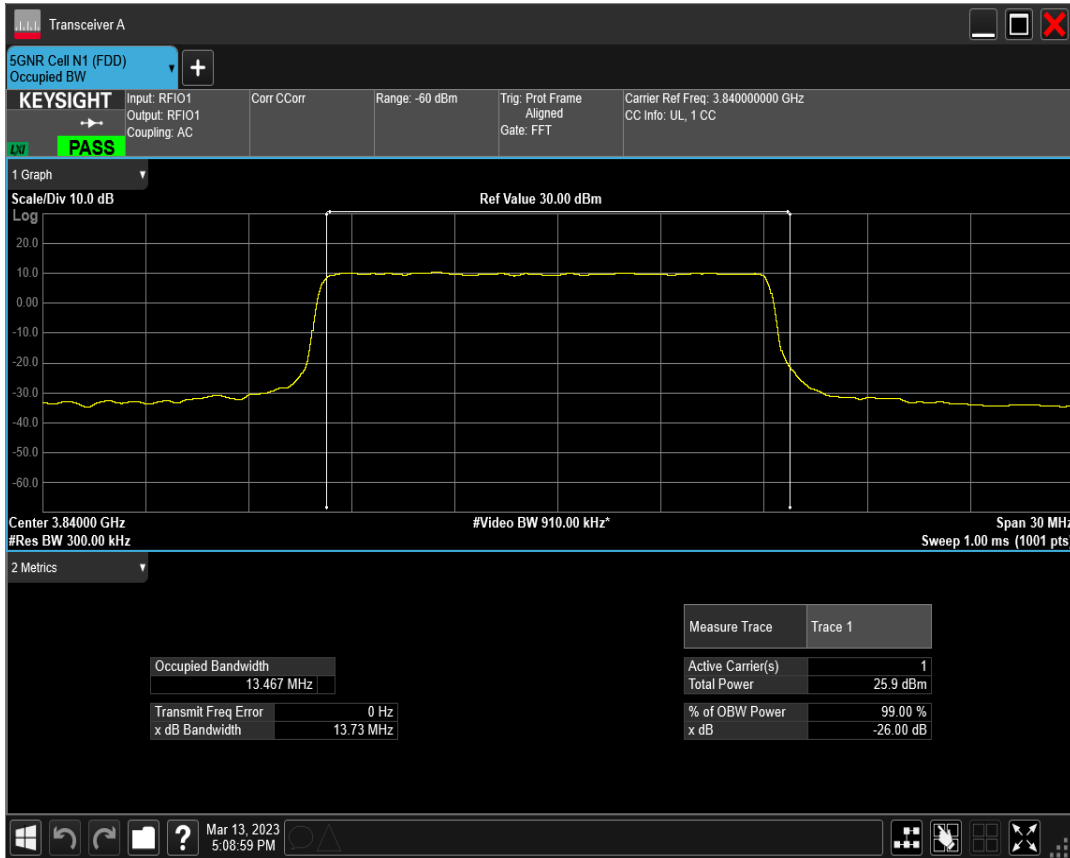 Transceiver A
5GNR Cell N1 (FDD)
Occupied BW
+
KEYSIGHT
LXI
PASS
Input: RFIO1
Output: RFIO1
Coupling: AC
Corr CCorr
Range: -60 dBm
Trig: Prot Frame
Aligned
Gate: FFT
Carrier Ref Freq: 3.840000000 GHz
CC Info: UL, 1 CC
1 Graph
Scale/Div 10.0 dB
Ref Value 30.00 dBm
Log
20.0
10.0
0.00
-10.0
-20.0
-30.0
-40.0
-50.0
-60.0
Center 3.84000 GHz
#Video BW 910.00 kHz*
Span 30 MHz
#Res BW 300.00 kHz
Sweep 1.00 ms (1001 pts)
2 Metrics
Measure Trace Trace 1
Occupied Bandwidth
13.467 MHz
Active Carrier(s) 1
Total Power 25.9 dBm
Transmit Freq Error 0 Hz
x dB Bandwidth 13.73 MHz
% of OBW Power 99.00 %
x dB -26.00 dB
?
Mar 13, 2023
5:08:59 PM